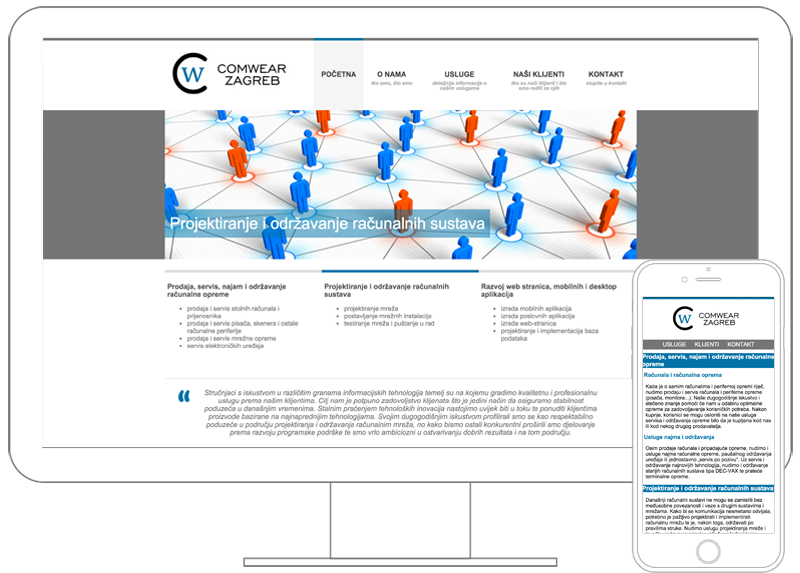 COMWEAR
ZAGREB
POČETNA
O NAMA
tko smo, što smo
USLUGE
detaljnije informacije o
našim uslugama
NAŠI KLIJENTI
tko su naši klijenti i što
smo radili za njih
KONTAKT
stupite u kontakt
Projektiranje i održavanje računalnih sustava
Prodaja, servis, najam i održavanje
računalne opreme
• prodaja i servis stolnih računala i
prijenosnika
• prodaja i servis pisača, skenera i ostale
računalne periferije
• prodaja i servis mrežne opreme
• servis elektroničkih uređaja
Projektiranje i održavanje računalnih
sustava
• projektiranje mreža
• postavljanje mrežnih instalacija
• testiranje mreža i puštanje u rad
Razvoj web stranica, mobilnih i desktop
aplikacija
• izrada mobilnih aplikacija
• izrada poslovnih aplikacija
• izrada web-stranica
• projektiranje i implementacija baza
podataka
Stručnjaci s iskustvom u različitim granama informacijskih tehnologija temelj su na kojemu gradimo kvalitetnu i profesionalnu
uslugu prema našim klijentima. Cilj nam je potpuno zadovoljstvo klijenata što je jedini način da osiguramo stabilnost
poduzeća u današnjim vremenima. Stalnim praćenjem tehnoloških inovacija nastojimo uvijek biti u toku te ponuditi klijentima
proizvode bazirane na najnaprednijim tehnologijama. Svojim dugogodišnjim iskustvom profilirali smo se kao respektabilno
poduzeće u području projektiranja i održavanja računalnih mreža, no kako bismo ostali konkurentni proširili smo djelovanje
prema razvoju programske podrške te smo vrlo ambiciozni u ostvarivanju dobrih rezultata i na tom području.
COMWEAR
ZAGREB
USLUGE KLIJENTI KONTAKT
Prodaja, servis, najam i održavanje računalne
opreme
Računala i računalna oprema
Kada je o samim računalima i perifernoj opremi riječ,
nudimo prodaju i servis računala i periferne opreme
(pisača, monitora...). Naše dugogodišnje iskustvo i
stečeno znanje pomoći će nam u odabiru optimalne
opreme za zadovoljavanje korisničkih potreba. Nakon
kupnje, korisnici se mogu osloniti na naše usluge
servisa i održavanja opreme bilo da je kupljena kod nas
ili kod nekog drugog prodavatelja.
Usluge najma i održavanja
Osim prodaje računala i pripadajuće opreme, nudimo i
usluge najma računalne opreme, paušalnog održavanja
uređaja ili jednostavno „servis po pozivu". Uz servis i
održavanje najnovijih tehnologija, nudimo i održavanje
starijih računalnih sustava tipa DEC-VAX te prateće
terminalne opreme.
Projektiranje i održavanje računalnih sustava
Današnji računalni sustavi ne mogu se zamisliti bez
međusobne povezanosti i veze s drugim sustavima i
mrežama. Kako bi se komunikacija nesmetano odvijala,
potrebno je pažljivo projektirati i implementirati
računalnu mrežu te je, nakon toga, održavati po
pravilima struke. Nudimo uslugu projektiranja mreže i